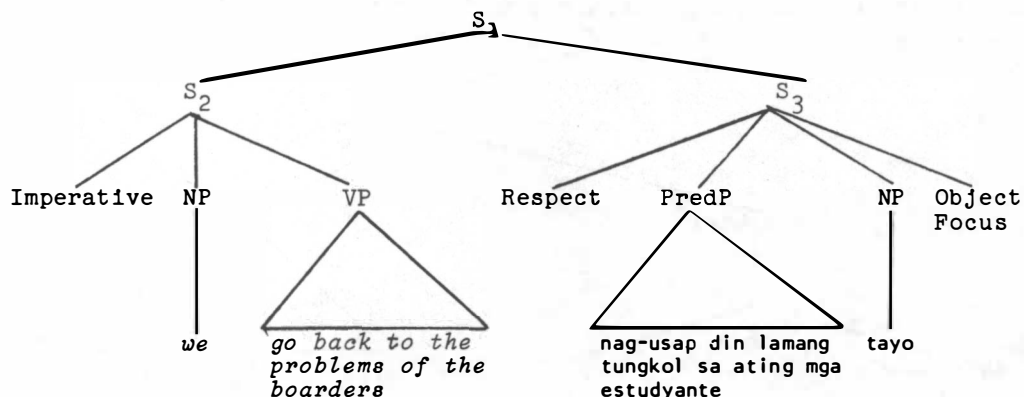 S1
S2 S3
Imperative NP VP Respect PredP NP Object
Focus
we go back to the nag-usap din lamang tayo
problems of the tungkol sa ating mga
boarders estudyante